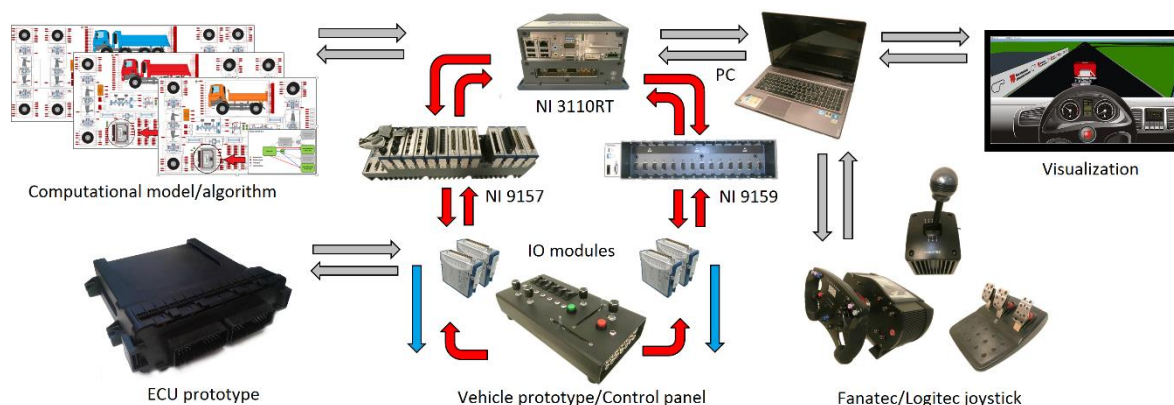 PC
NI 3110RT
Computational model/algorithm
NI 9157
NI 9159
Visualization
IO modules
ECU prototype
Vehicle prototype/Control panel
Fanatec/Logitec joystick